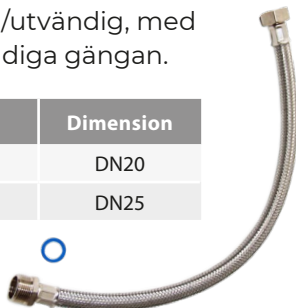 /utvändig, med
diga gängan.
Dimension
DN20
DN25